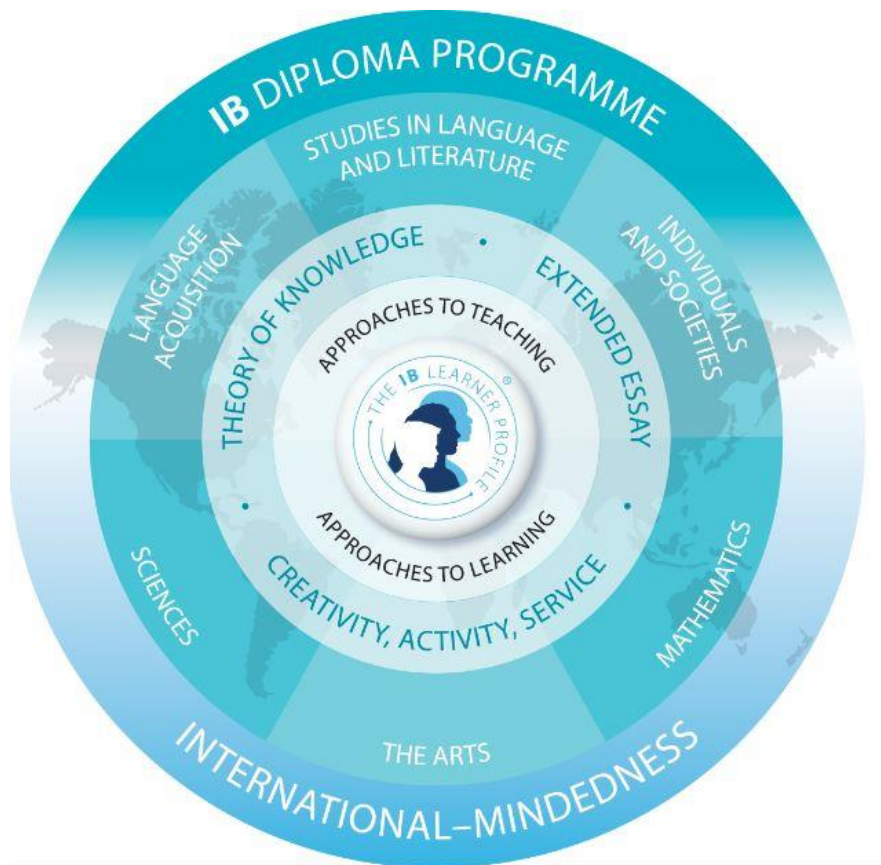 IB DIPLOMA PROGRAMME
STUDIES IN LANGUAGE
AND LITERATURE
LANGUAGE
ACQUISITION
INDIVIDUALS
AND SOCIETIES
THEORY OF KNOWLEDGE •
EXTENDED ESSAY •
APPROACHES TO TEACHING
THE IB LEARNER PROFILE ®
APPROACHES TO LEARNING
CREATIVITY, ACTIVITY, SERVICE •
SCIENCES
MATHEMATICS
THE ARTS
INTERNATIONAL–MINDEDNESS